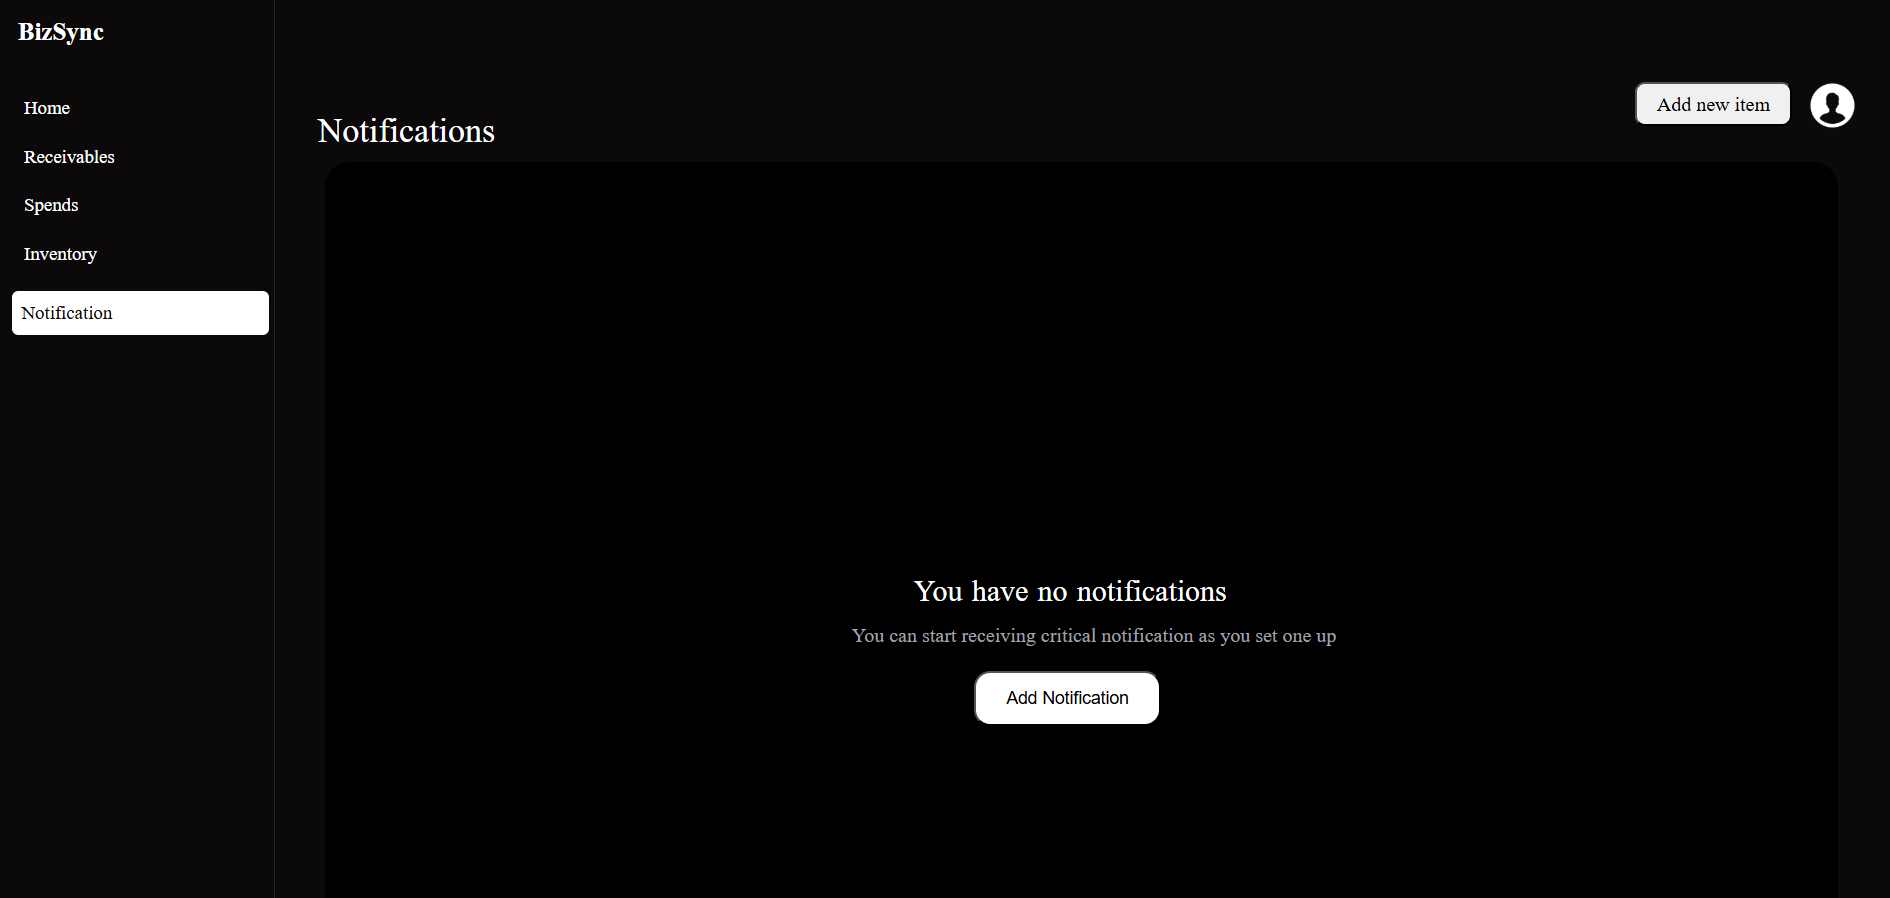 BizSync
Home
Receivables
Spends
Inventory
Notification
Add new item
Notifications
You have no notifications
You can start receiving critical notification as you set one up
Add Notification